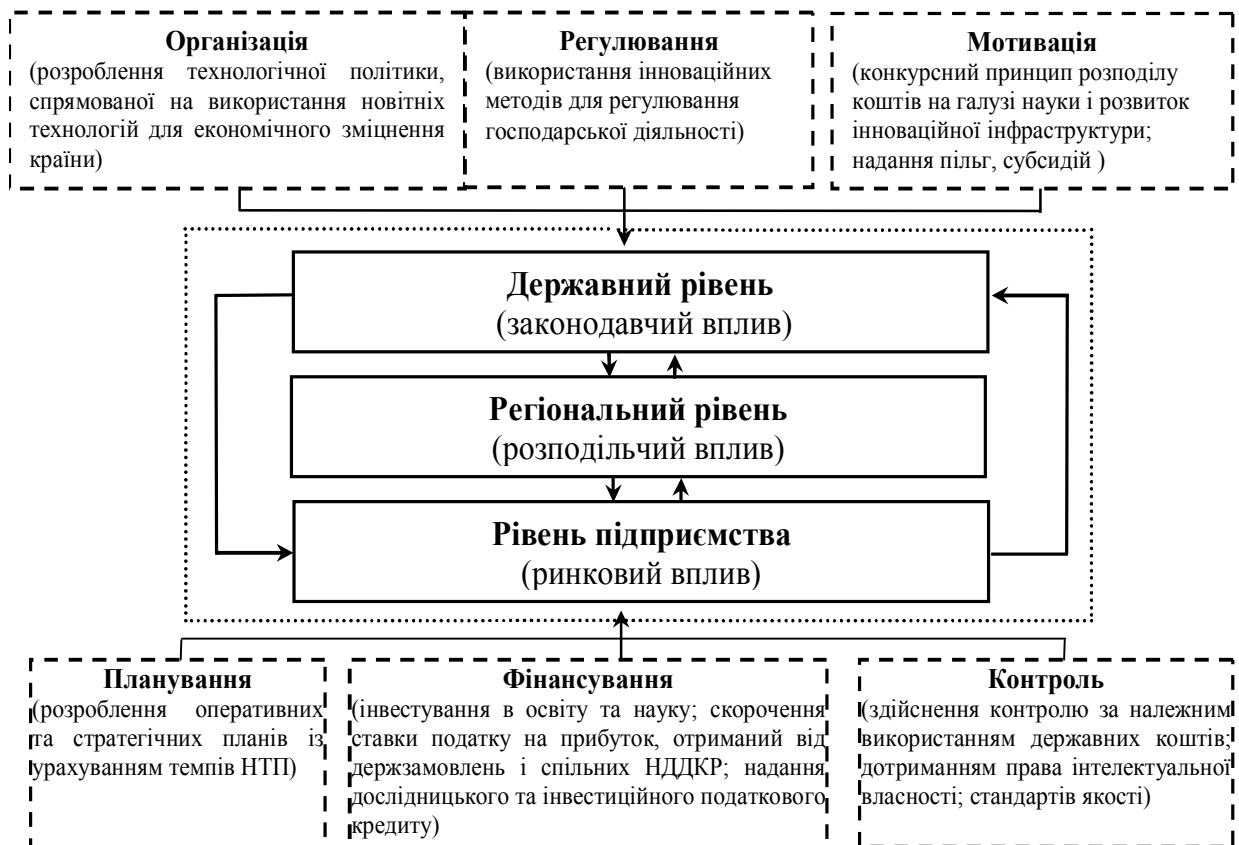 Організація
(розроблення технологічної політики,
спрямованої на використання новітніх
технологій для економічного зміцнення
країни)
Регулювання
(використання інноваційних
методів для регулювання
господарської діяльності)
Мотивація
(конкурсний принцип розподілу
коштів на галузі науки і розвиток
інноваційної інфраструктури;
надання пільг, субсидій )
Державний рівень
(законодавчий вплив)
Регіональний рівень
(розподільчий вплив)
Рівень підприємства
(ринковий вплив)
Планування
(розроблення оперативних
та стратегічних планів із
урахуванням темпів НТП)
Фінансування
(інвестування в освіту та науку; скорочення
ставки податку на прибуток, отриманий від
держзамовлень і спільних НДДКР; надання
дослідницького та інвестиційного податкового
кредиту)
Контроль
(здійснення контролю за належним
використанням державних коштів;
дотриманням права інтелектуальної
власності; стандартів якості)